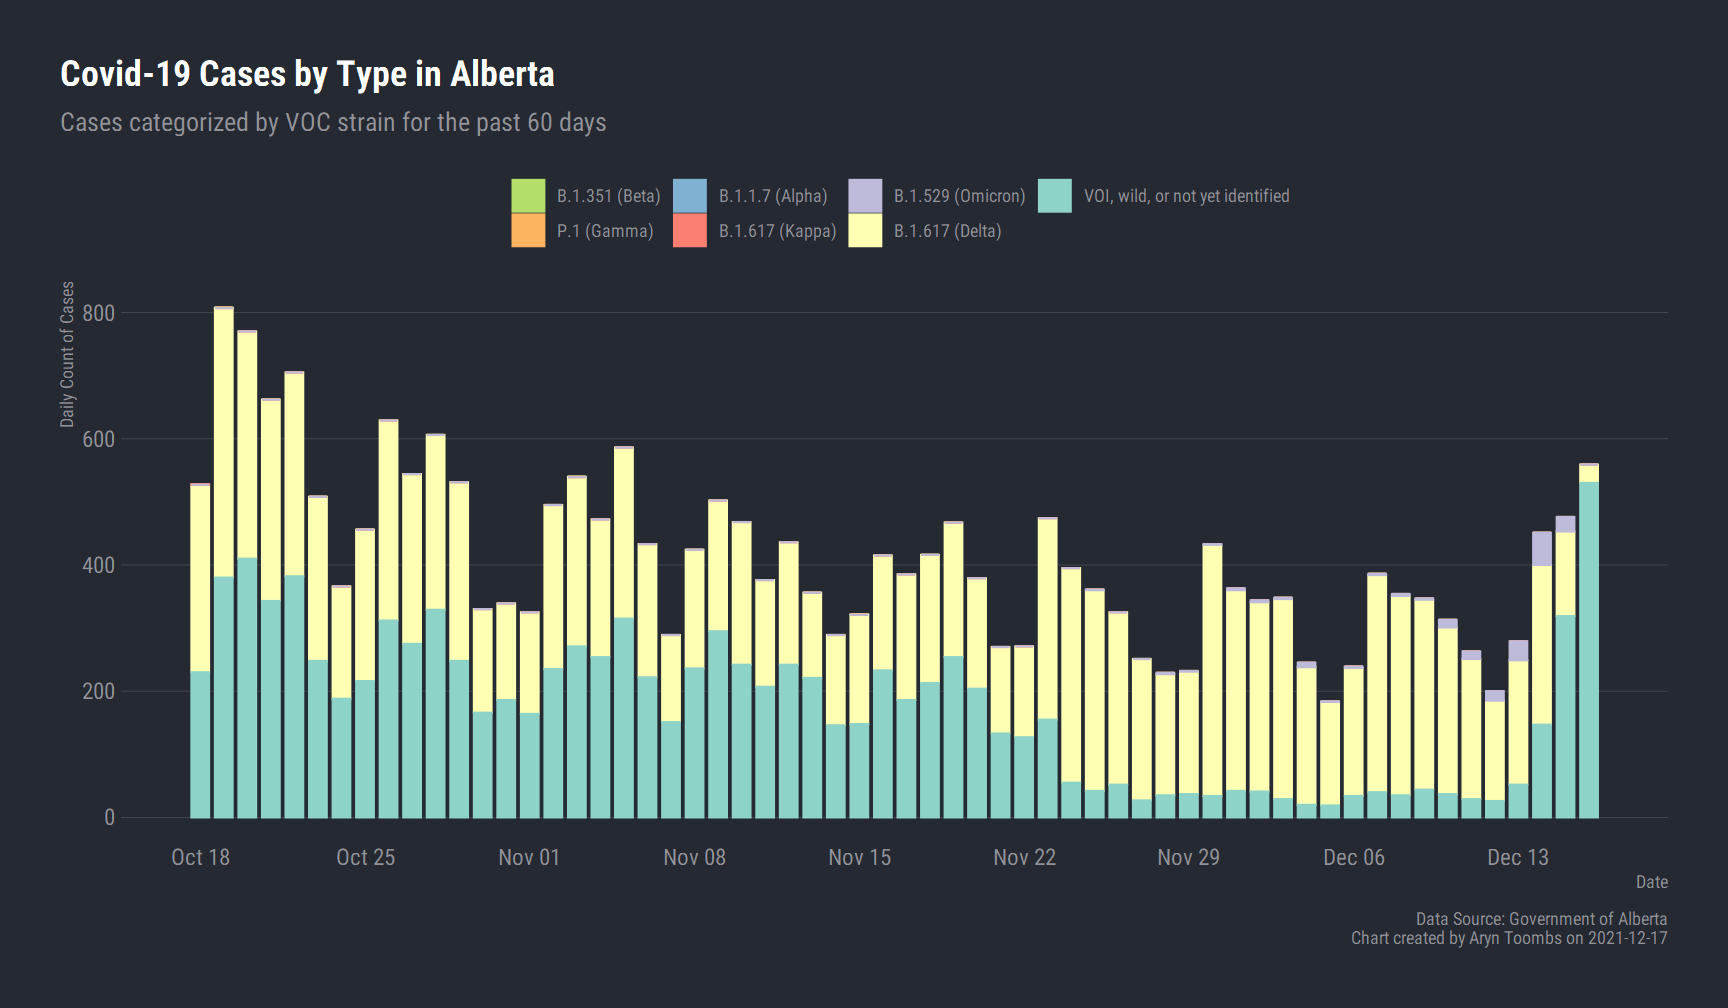 Covid-19 Cases by Type in Alberta
Cases categorized by VOC strain for the past 60 days
B.1.351 (Beta) B.1.1.7 (Alpha) B.1.529 (Omicron) VOI, wild, or not yet identified
P.1 (Gamma) B.1.617 (Kappa) B.1.617 (Delta)
Daily Count of Cases
800
600
400
200
0
Oct 18 Oct 25 Nov 01 Nov 08 Nov 15 Nov 22 Nov 29 Dec 06 Dec 13
Date
Data Source: Government of Alberta
Chart created by Aryn Toombs on 2021-12-17